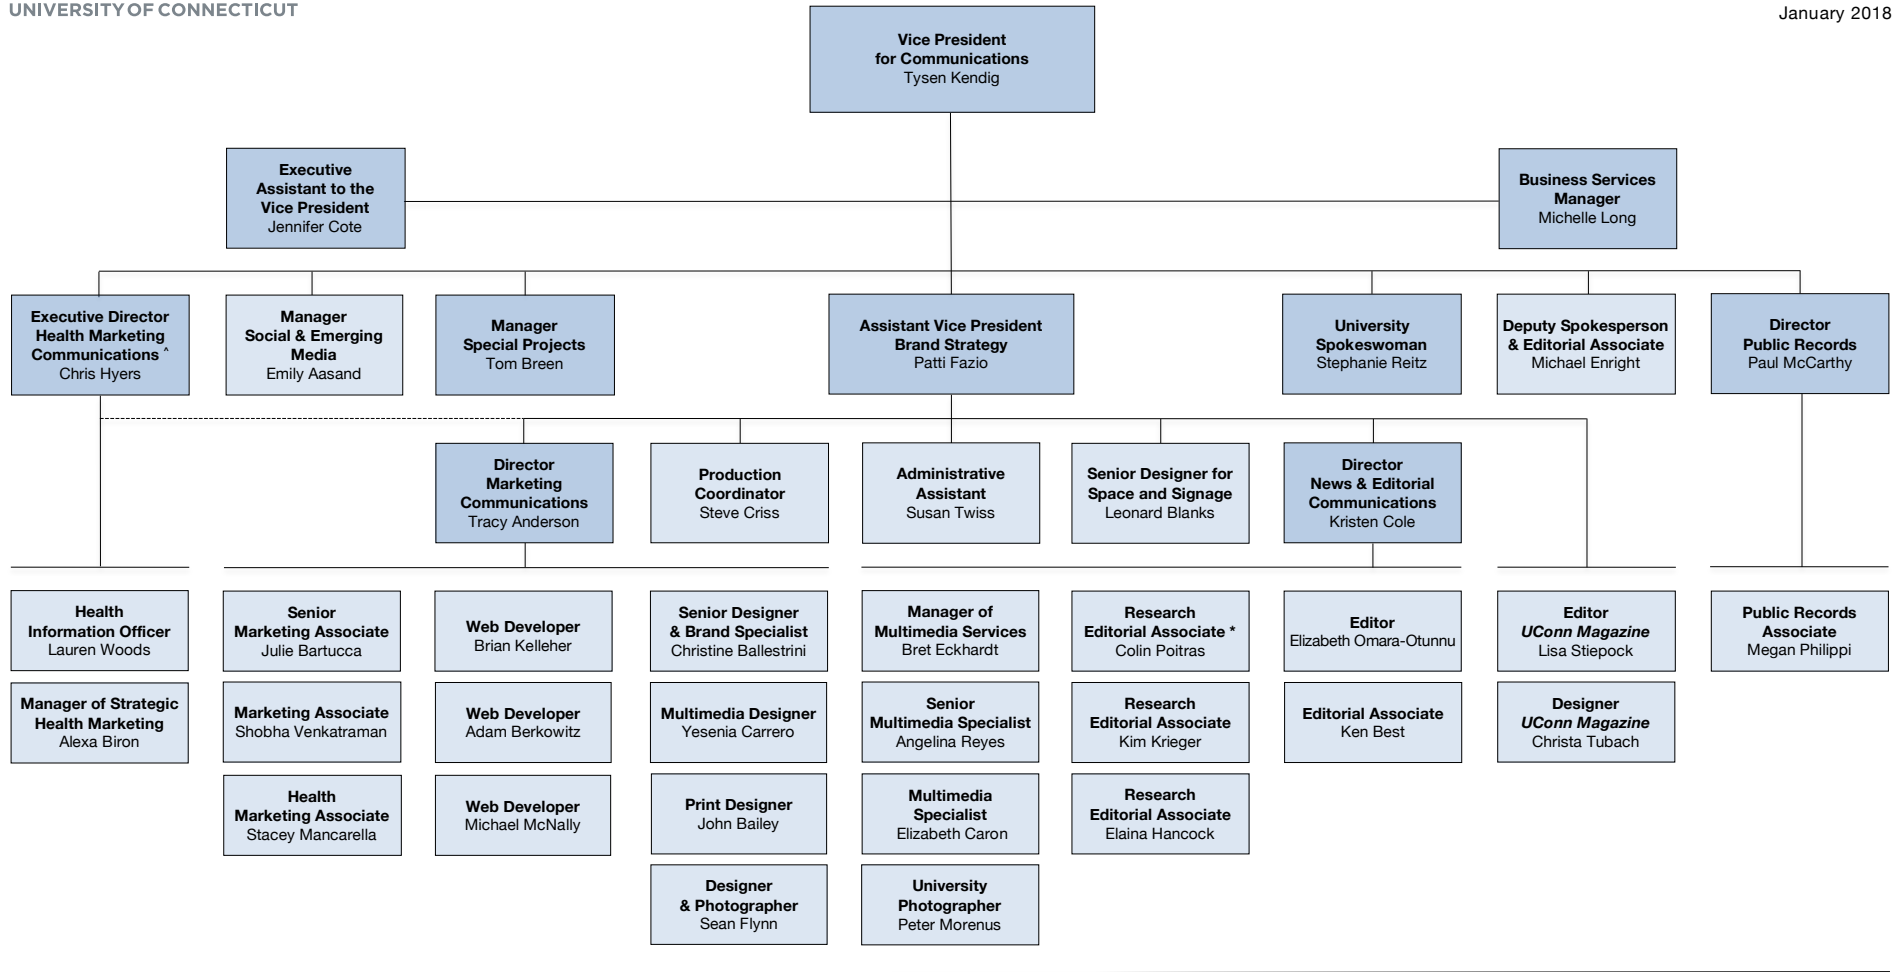 UNIVERSITY OF CONNECTICUT
January 2018
Vice President
for Communications
Tysen Kendig
Executive
Assistant to the
Vice President
Jennifer Cote
Business Services
Manager
Michelle Long
Executive Director
Health Marketing
Communications ^
Chris Hyers
Manager
Social & Emerging
Media
Emily Aasand
Manager
Special Projects
Tom Breen
Assistant Vice President
Brand Strategy
Patti Fazio
University
Spokeswoman
Stephanie Reitz
Deputy Spokesperson
& Editorial Associate
Michael Enright
Director
Public Records
Paul McCarthy
Director
Marketing
Communications
Tracy Anderson
Production
Coordinator
Steve Criss
Administrative
Assistant
Susan Twiss
Senior Designer for
Space and Signage
Leonard Blanks
Director
News & Editorial
Communications
Kristen Cole
Health
Information Officer
Lauren Woods
Senior
Marketing Associate
Julie Bartucca
Web Developer
Brian Kelleher
Senior Designer
& Brand Specialist
Christine Ballestrini
Manager of
Multimedia Services
Bret Eckhardt
Research
Editorial Associate *
Colin Poitras
Editor
Elizabeth Omara-Otunnu
Editor
UConn Magazine
Lisa Stiepock
Public Records
Associate
Megan Philippi
Manager of Strategic
Health Marketing
Alexa Biron
Marketing Associate
Shobha Venkatraman
Web Developer
Adam Berkowitz
Multimedia Designer
Yesenia Carrero
Senior
Multimedia Specialist
Angelina Reyes
Research
Editorial Associate
Kim Krieger
Editorial Associate
Ken Best
Designer
UConn Magazine
Christa Tubach
Health
Marketing Associate
Stacey Mancarella
Web Developer
Michael McNally
Print Designer
John Bailey
Multimedia
Specialist
Elizabeth Caron
Research
Editorial Associate
Elaina Hancock
Designer
& Photographer
Sean Flynn
University
Photographer
Peter Morenus